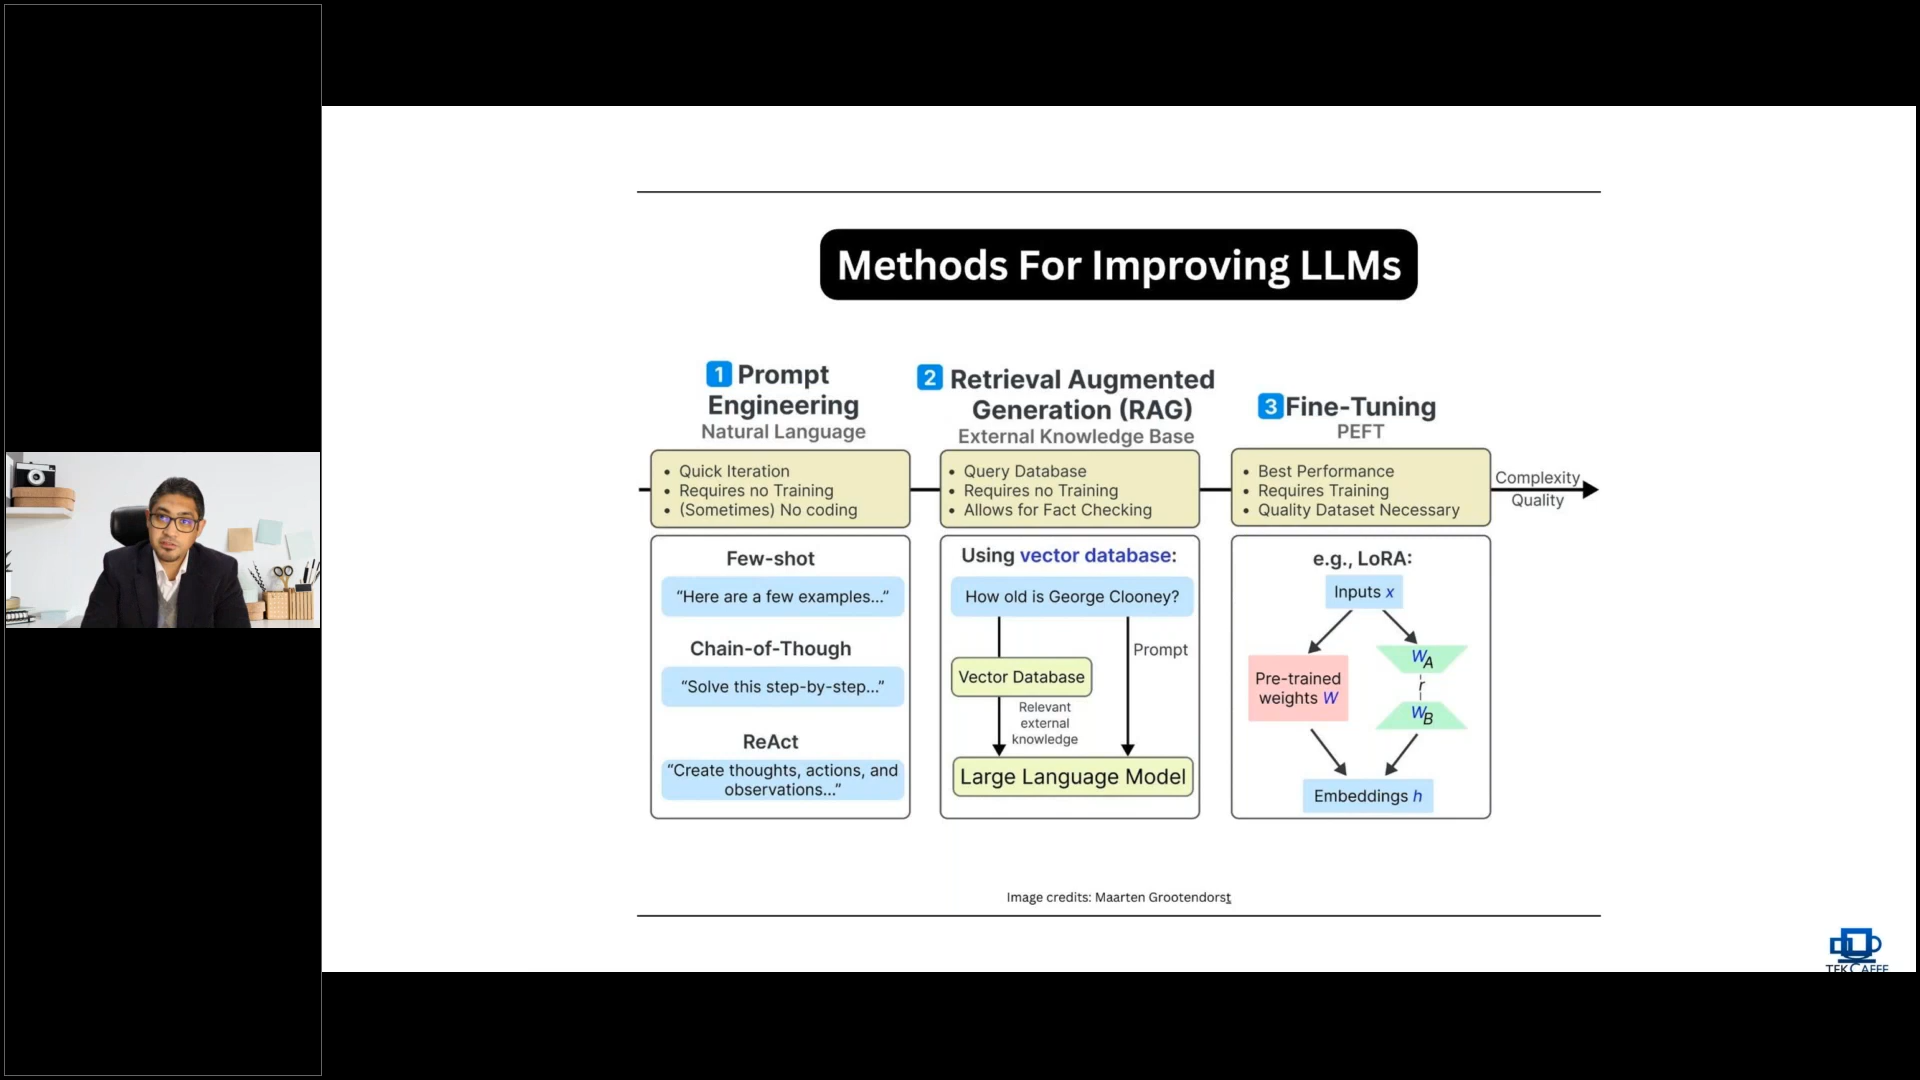 Methods For Improving LLMs
1 Prompt
Engineering
Natural Language
• Quick Iteration
• Requires no Training
• (Sometimes) No coding
Few-shot
“Here are a few examples...”
Chain-of-Though
“Solve this step-by-step...”
ReAct
“Create thoughts, actions, and
observations...”
2 Retrieval Augmented
Generation (RAG)
External Knowledge Base
• Query Database
• Requires no Training
• Allows for Fact Checking
Using vector database:
How old is George Clooney?
Prompt
Vector Database
Relevant
external
knowledge
Large Language Model
3 Fine-Tuning
PEFT
• Best Performance
• Requires Training
• Quality Dataset Necessary
Complexity
Quality
e.g., LoRA:
Inputs x
Pre-trained
weights W
WA
r
WB
Embeddings h
Image credits: Maarten Grootendorst
TEKCAFFE